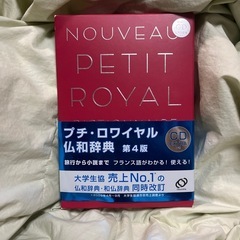 NOUVEAU
PETIT
ROYAL
プチ・ロワイヤル
仏和辞典 第4版
CD
旅行から小説まで フランス語がわかる!使える!
大学生協 売上No.1の
仏和辞典・和仏辞典 同時改訂